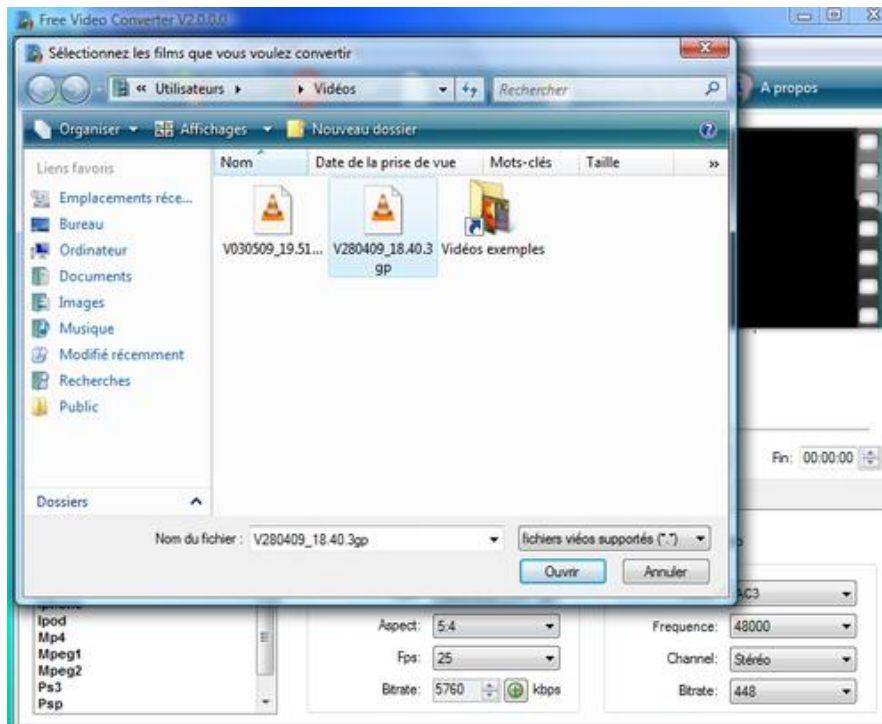 Free Video Converter V2.0.0.0
Sélectionnez les films que vous voulez convertir
« Utilisateurs Vidéos
Rechercher
A propos
Organiser Affichages Nouveau dossier
Liens favoris
Nom Date de la prise de vue Mots-clés Taille »
Emplacements réce...
Bureau
Ordinateur
Documents
Images
Musique
Modifié récemment
Recherches
Public
V030509_19.51...
V280409_18.40.3
gp
Vidéos exemples
Fin: 00:00:00
Dossiers
Nom du fichier : V280409_18.40.3gp
fichiers viéos supportés (*.*)
Ouvrir Annuler
AC3
Ipod
Mp4
Mpeg1
Mpeg2
Ps3
Psp
Aspect: 5:4
Fps: 25
Bitrate: 5760 kbps
Frequence: 48000
Channel: Stéréo
Bitrate: 448